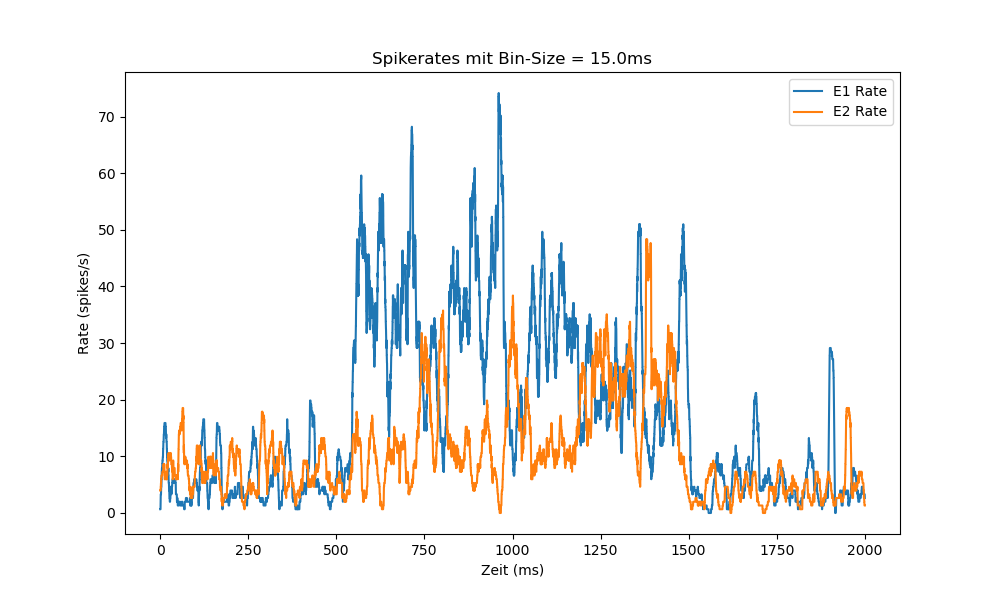 Spikerates mit Bin-Size = 15.0ms
E1 Rate
E2 Rate
Rate (spikes/s)
70
60
50
40
30
20
10
0
0 250 500 750 1000 1250 1500 1750 2000
Zeit (ms)